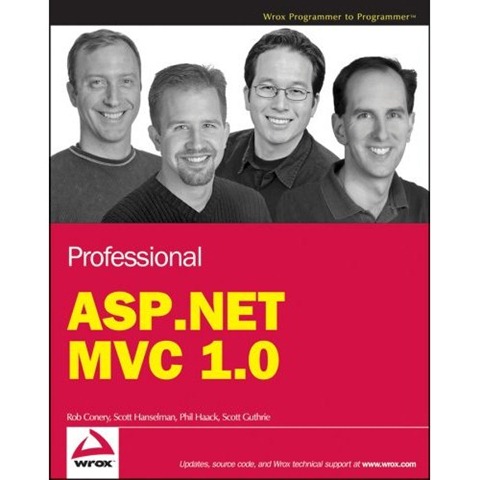 Wrox Programmer to Programmer™
Professional
ASP.NET
MVC 1.0
Rob Conery, Scott Hanselman, Phil Haack, Scott Guthrie
wrox™
Updates, source code, and Wrox technical support at www.wrox.com